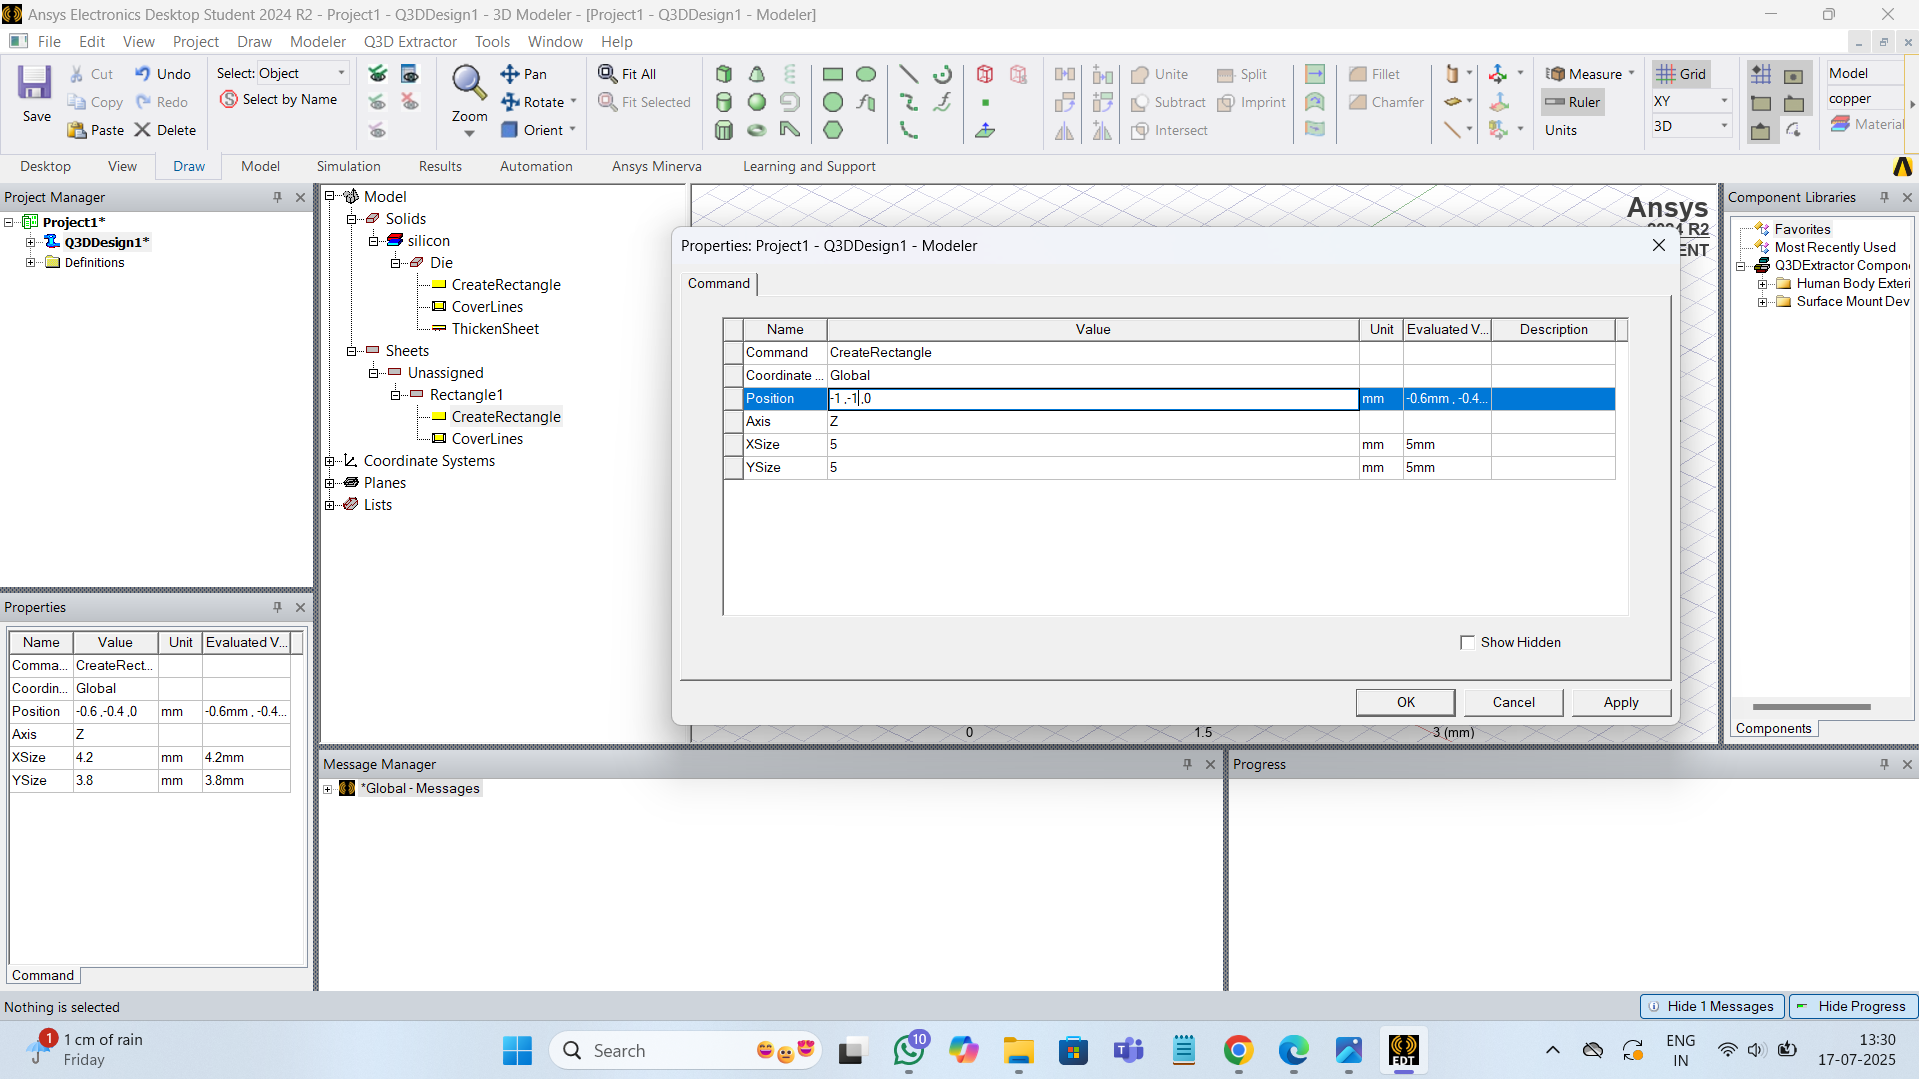 Ansys Electronics Desktop Student 2024 R2 - Project1 - Q3DDesign1 - 3D Modeler - [Project1 - Q3DDesign1 - Modeler]
File Edit View Project Draw Modeler Q3D Extractor Tools Window Help
Save
Cut
Copy
Paste
Undo
Redo
Delete
Select: Object
Select by Name
Zoom
Pan
Rotate
Orient
Fit All
Fit Selected
Unite
Subtract
Intersect
Split
Imprint
Fillet
Chamfer
Measure
Ruler
Units
Grid
XY
3D
Model
copper
Material
Desktop View Draw Model Simulation Results Automation Ansys Minerva Learning and Support
Project Manager
Project1*
Q3DDesign1*
Definitions
Model
Solids
silicon
Die
CreateRectangle
CoverLines
ThickenSheet
Sheets
Unassigned
Rectangle1
CreateRectangle
CoverLines
Coordinate Systems
Planes
Lists
Ansys
2024 R2
ENT
Properties: Project1 - Q3DDesign1 - Modeler
Command
Name Value Unit Evaluated V... Description
Command CreateRectangle
Coordinate ... Global
Position -1 ,-1 ,0 mm -0.6mm , -0.4...
Axis Z
XSize 5 mm 5mm
YSize 5 mm 5mm
Show Hidden
OK Cancel Apply
0 1.5 3 (mm)
Component Libraries
Favorites
Most Recently Used
Q3DExtractor Compon
Human Body Exteri
Surface Mount Dev
Components
Properties
Name Value Unit Evaluated V...
Comma... CreateRect...
Coordin... Global
Position -0.6 ,-0.4 ,0 mm -0.6mm , -0.4...
Axis Z
XSize 4.2 mm 4.2mm
YSize 3.8 mm 3.8mm
Command
Message Manager
*Global - Messages
Progress
Nothing is selected
Hide 1 Messages
Hide Progress
1
1 cm of rain
Friday
Search
10
EDT
ENG
IN
13:30
17-07-2025